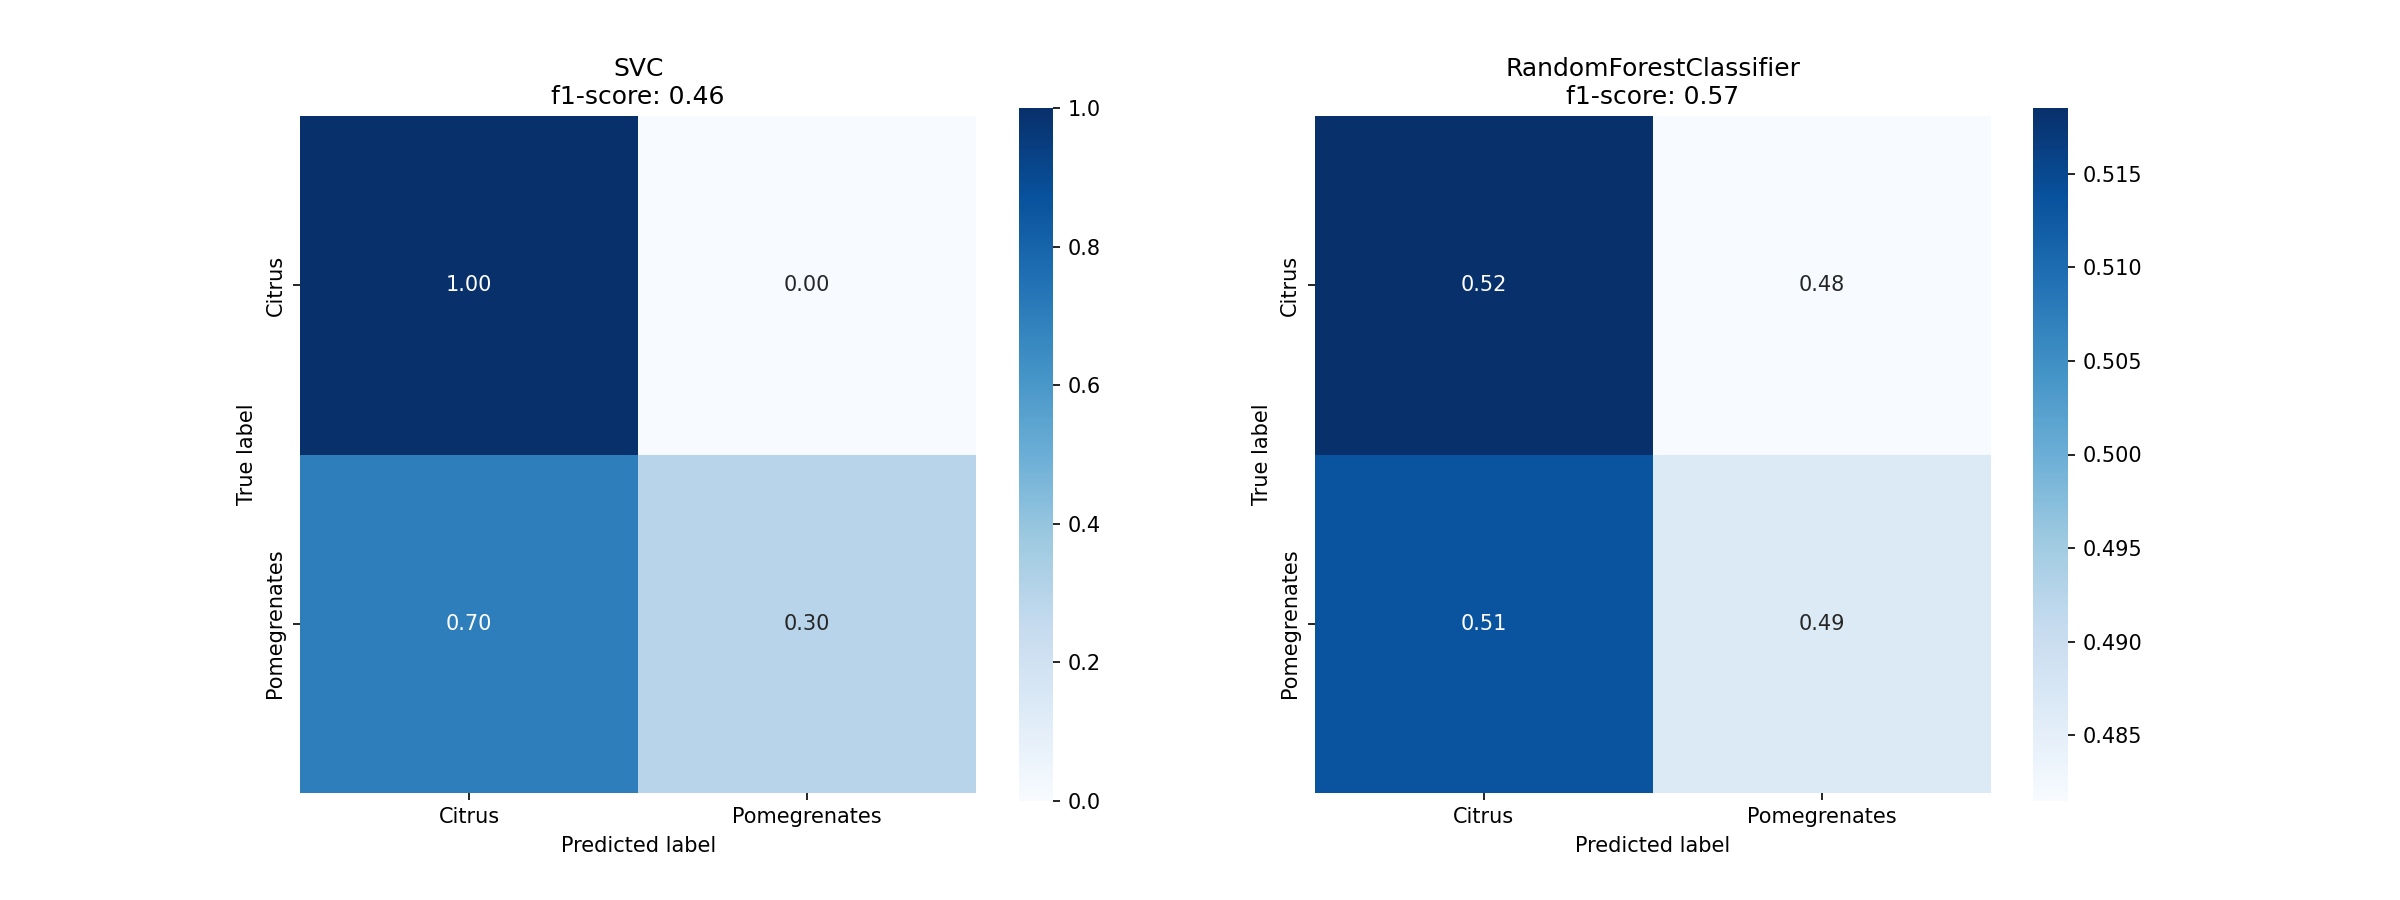 SVC
f1-score: 0.46
1.0
0.8
0.6
0.4
0.2
0.0
True label
Citrus
Pomegrenates
1.00
0.00
0.70
0.30
Citrus
Pomegrenates
Predicted label
RandomForestClassifier
f1-score: 0.57
0.515
0.510
0.505
0.500
0.495
0.490
0.485
True label
Citrus
Pomegrenates
0.52
0.48
0.51
0.49
Citrus
Pomegrenates
Predicted label